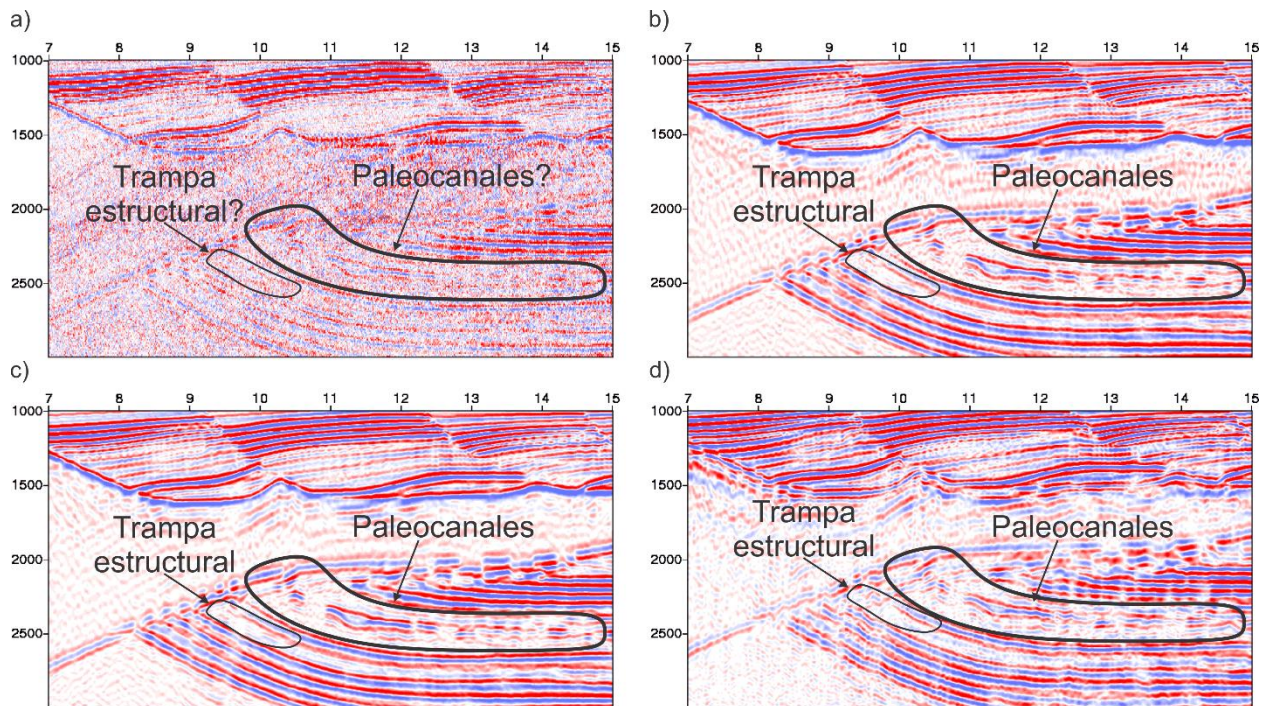 a)
7 8 9 10 11 12 13 14 15
1000
1500
Trampa
estructural?
Paleocanales?
2000
2500
b)
7 8 9 10 11 12 13 14 15
1000
1500
Trampa
estructural
Paleocanales
2000
2500
c)
7 8 9 10 11 12 13 14 15
1000
1500
Trampa
estructural
Paleocanales
2000
2500
d)
7 8 9 10 11 12 13 14 15
1000
1500
Trampa
estructural
Paleocanales
2000
2500